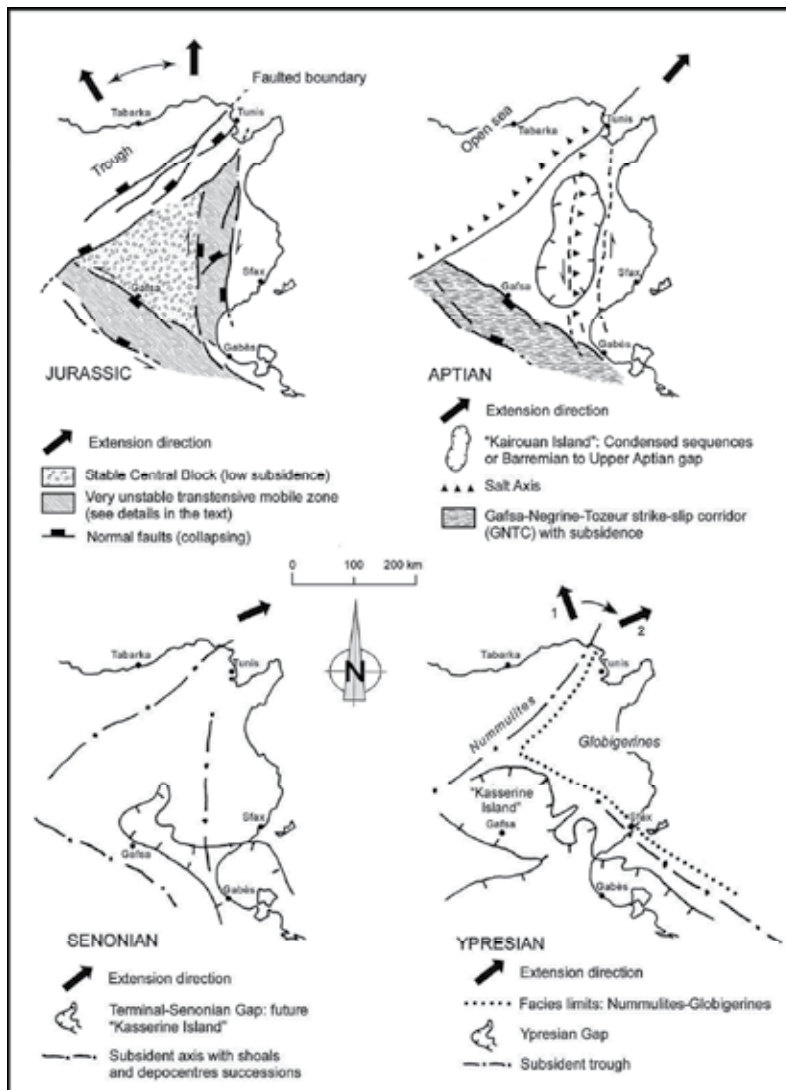 Faulted boundary
Tabarka
Tunis
Trough
Gafsa
Sfax
Gabès
JURASSIC
Extension direction
Stable Central Block (low subsidence)
Very unstable transtensive mobile zone
(see details in the text)
Normal faults (collapsing)
Open sea
Tabarka
Tunis
Gafsa
Sfax
Gabès
APTIAN
Extension direction
"Kairouan Island": Condensed sequences
or Barremian to Upper Aptian gap
Salt Axis
Gafsa-Negrine-Tozeur strike-slip corridor
(GNTC) with subsidence
0 100 200 km
N
Tabarka
Tunis
Sfax
Gafsa
Gabès
SENONIAN
Extension direction
Terminal-Senonian Gap: future
"Kasserine Island"
Subsident axis with shoals
and depocentres successions
1
2
Tabarka
Tunis
Nummulites
Globigerines
"Kasserine
Island"
Gafsa
Sfax
Gabès
YPRESIAN
Extension direction
Facies limits: Nummulites-Globigerines
Ypresian Gap
Subsident trough